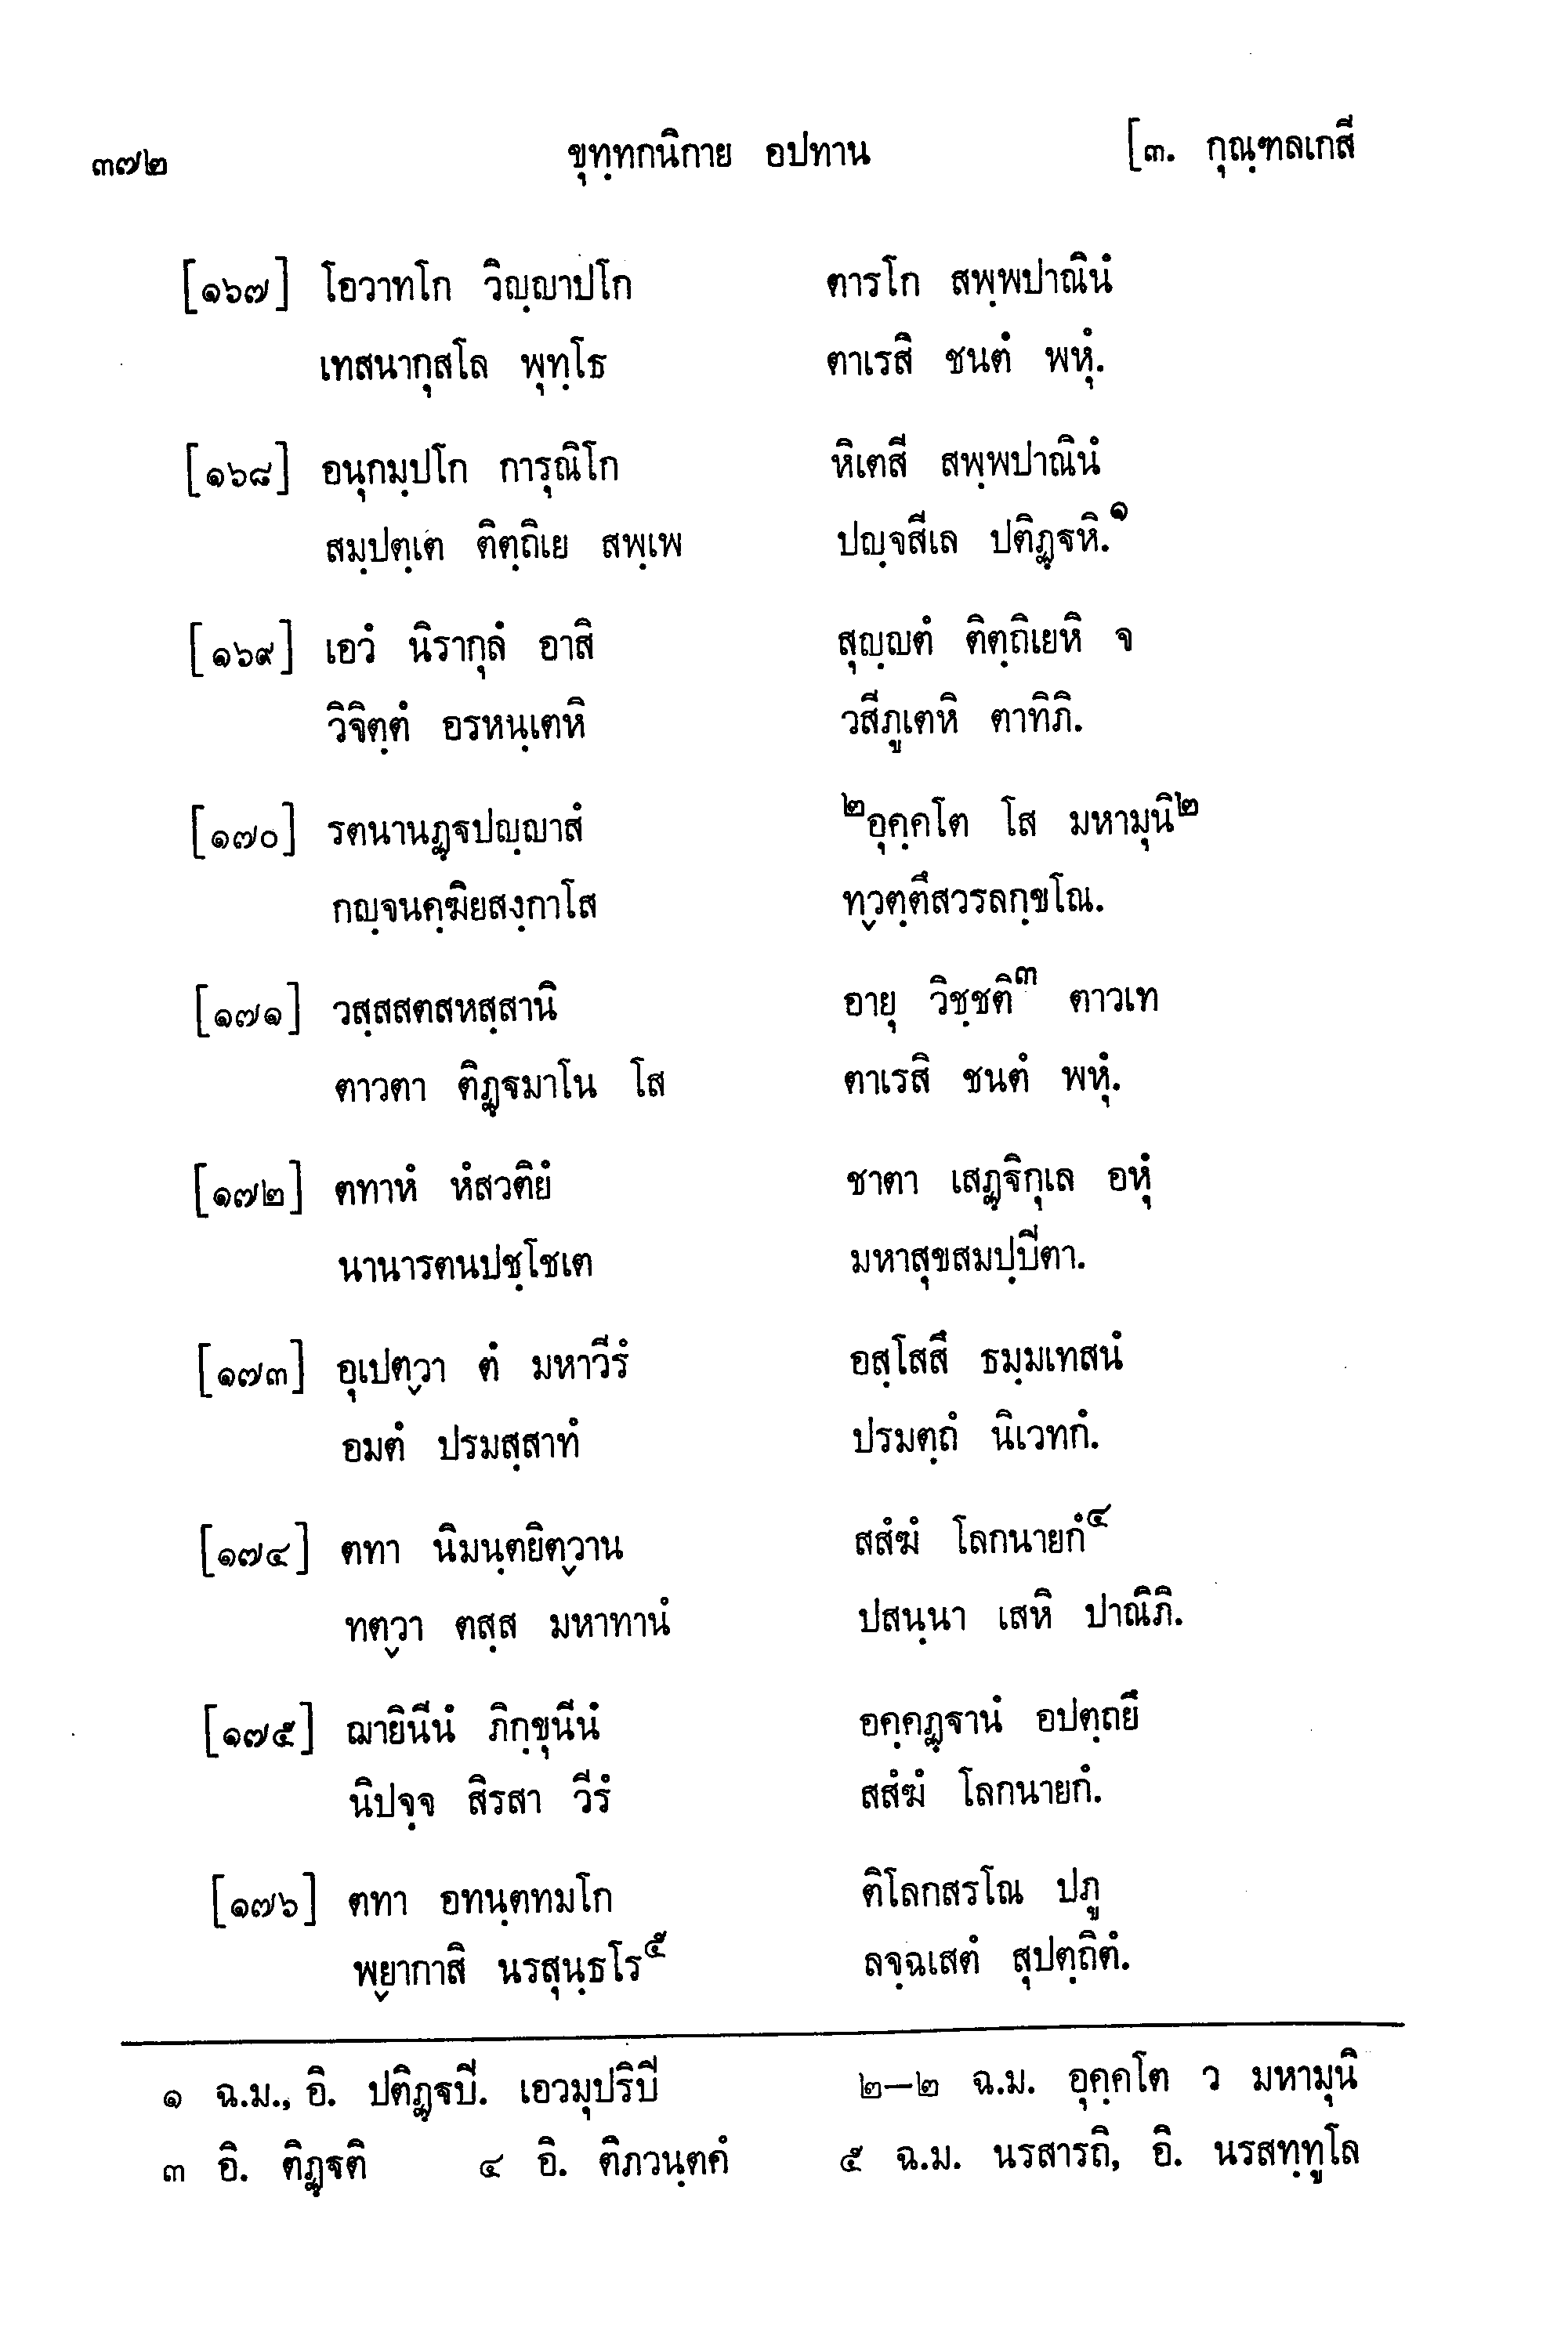 ๓๗๒ ขุทฺทกนิกาย อปทาน [๓. กุณฺฑลเกสี
[๑๖๗] โอวาทโก วิญฺญาปโก ตารโก สพฺพปาณินํ
เทสนากุสโล พุทฺโธ ตาเรสิ ชนตํ พหุํ.
[๑๖๘] อนุกมฺปโก การุณิโก หิเตสี สพฺพปาณินํ
สมฺปตฺเต ติตฺถิเย สพฺเพ ปญฺจสีเล ปติฏฺฐหิ.๑
[๑๖๙] เอวํ นิรากุลํ อาสิ สุญฺญตํ ติตฺถิเยหิ จ
วิจิตฺตํ อรหนฺเตหิ วสีภูเตหิ ตาทิภิ.
[๑๗๐] รตนานฏฺฐปญฺญาสํ ๒อุคฺคโต โส มหามุนิ๒
กญฺจนคฺฆิยสงฺกาโส ทฺวตฺตึสวรลกฺขโณ.
[๑๗๑] วสฺสสตสหสฺสานิ อายุ วิชฺชติ๓ ตาวเท
ตาวตา ติฏฺฐมาโน โส ตาเรสิ ชนตํ พหุํ.
[๑๗๒] ตทาหํ หํสวติยํ ชาตา เสฏฺฐิกุเล อหุํ
นานารตนปชฺโชเต มหาสุขสมปฺปีตา.
[๑๗๓] อุเปตฺวา ตํ มหาวีรํ อสฺโสสึ ธมฺมเทสนํ
อมตํ ปรมสฺสาทํ ปรมตฺถํ นิเวทกํ.
[๑๗๔] ตทา นิมนฺตยิตฺวาน สสํฆํ โลกนายกํ๔
ทตฺวา ตสฺส มหาทานํ ปสนฺนา เสหิ ปาณิภิ.
[๑๗๕] ฌายินีนํ ภิกฺขุนีนํ อคฺคฏฺฐานํ อปตฺถยึ
นิปจฺจ สิรสา วีรํ สสํฆํ โลกนายกํ.
[๑๗๖] ตทา อทนฺตทมโก ติโลกสรโณ ปภู
พฺยากาสิ นรสุนฺธโร๕ ลจฺฉเสตํ สุปตฺถิตํ.
๑ ฉ.ม., อิ. ปติฏฺฐปี. เอวมุปริปี ๒–๒ ฉ.ม. อุคฺคโต ว มหามุนิ
๓ อิ. ติฏฺฐติ ๔ อิ. ติภวนฺตคํ ๕ ฉ.ม. นรสารถิ, อิ. นรสทฺทูโล